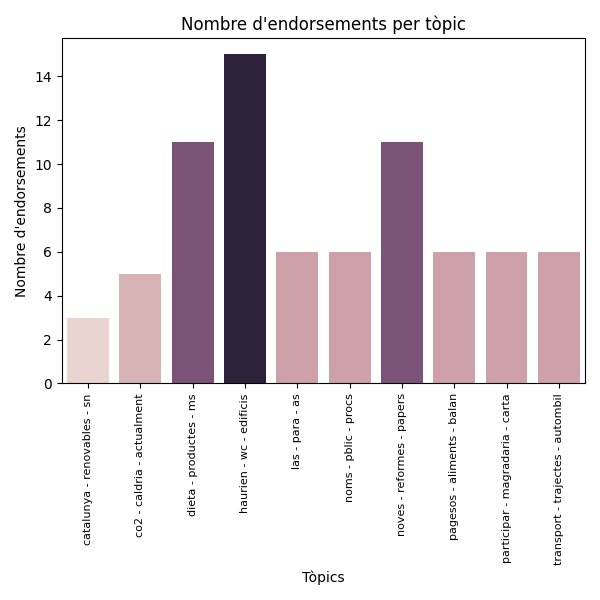 Nombre d'endorsements per tòpic
Nombre d'endorsements
14
12
10
8
6
4
2
0
catalunya - renovables - sn
co2 - caldria - actualment
dieta - productes - ms
haurien - wc - edificis
las - para - as
noms - pblic - procs
noves - reformes - papers
pagesos - aliments - balan
participar - magradaria - carta
transport - trajectes - autombil
Tòpics